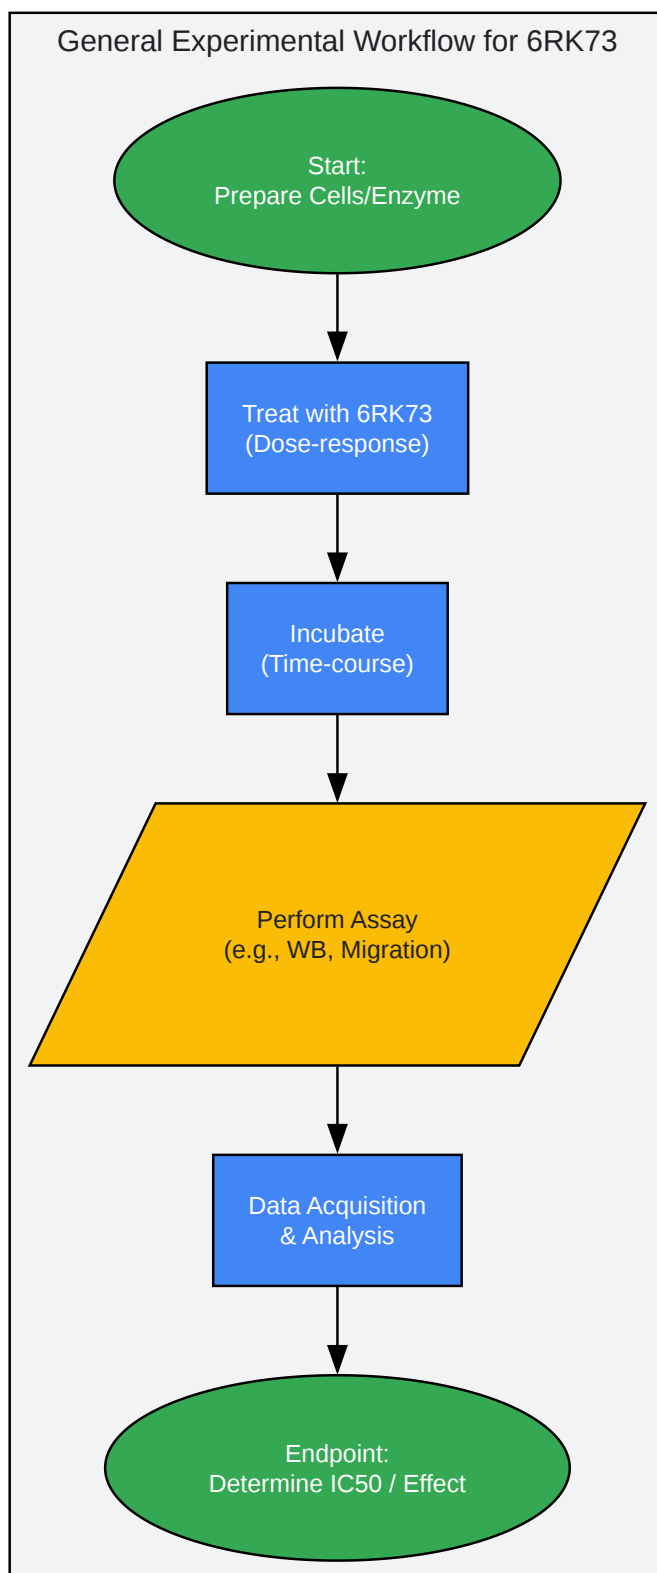 General Experimental Workflow for 6RK73
Start:
Prepare Cells/Enzyme
Treat with 6RK73
(Dose-response)
Incubate
(Time-course)
Perform Assay
(e.g., WB, Migration)
Data Acquisition
& Analysis
Endpoint:
Determine IC50 / Effect